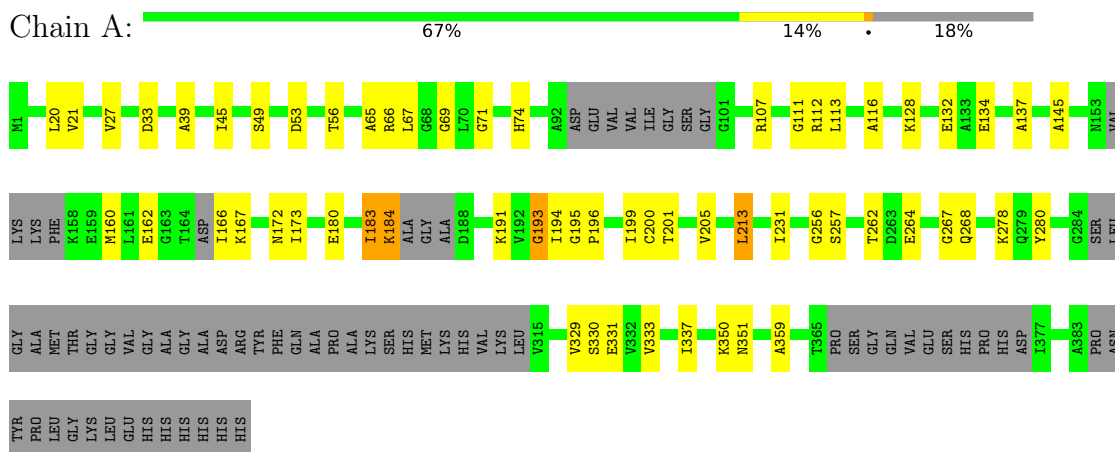 Chain A:
67% 14% • 18%
M1 L20 V21 V27 D33 A39 I45 S49 D53 T56 A65 R66 L67 G68 G69 L70 G71 H74 A92 ASP GLU VAL VAL ILE GLY SER GLY G101 R107 G111 R112 L113 A116 K128 E132 A133 E134 A137 A145 N153 VAL
LYS LYS PHE K158 E159 M160 L161 E162 G163 T164 ASP I166 K167 N172 I173 E180 I183 K184 ALA GLY ALA D188 K191 V192 G193 I194 G195 P196 I199 C200 T201 V205 L213 I231 G256 S257 T262 D263 E264 G267 Q268 K278 Q279 Y280 G284 SER LEU
GLY ALA MET THR GLY GLY VAL GLY ALA GLY ALA ASP ARG TYR PHE GLN ALA PRO ALA LYS SER HIS MET LYS HIS VAL LYS LEU V315 V329 S330 E331 V332 V333 I337 K350 N351 A359 T365 PRO SER GLY GLN VAL GLU SER HIS PRO HIS ASP I377 A383 PRO ASN
TYR PRO LEU GLY LYS LEU GLU HIS HIS HIS HIS HIS HIS